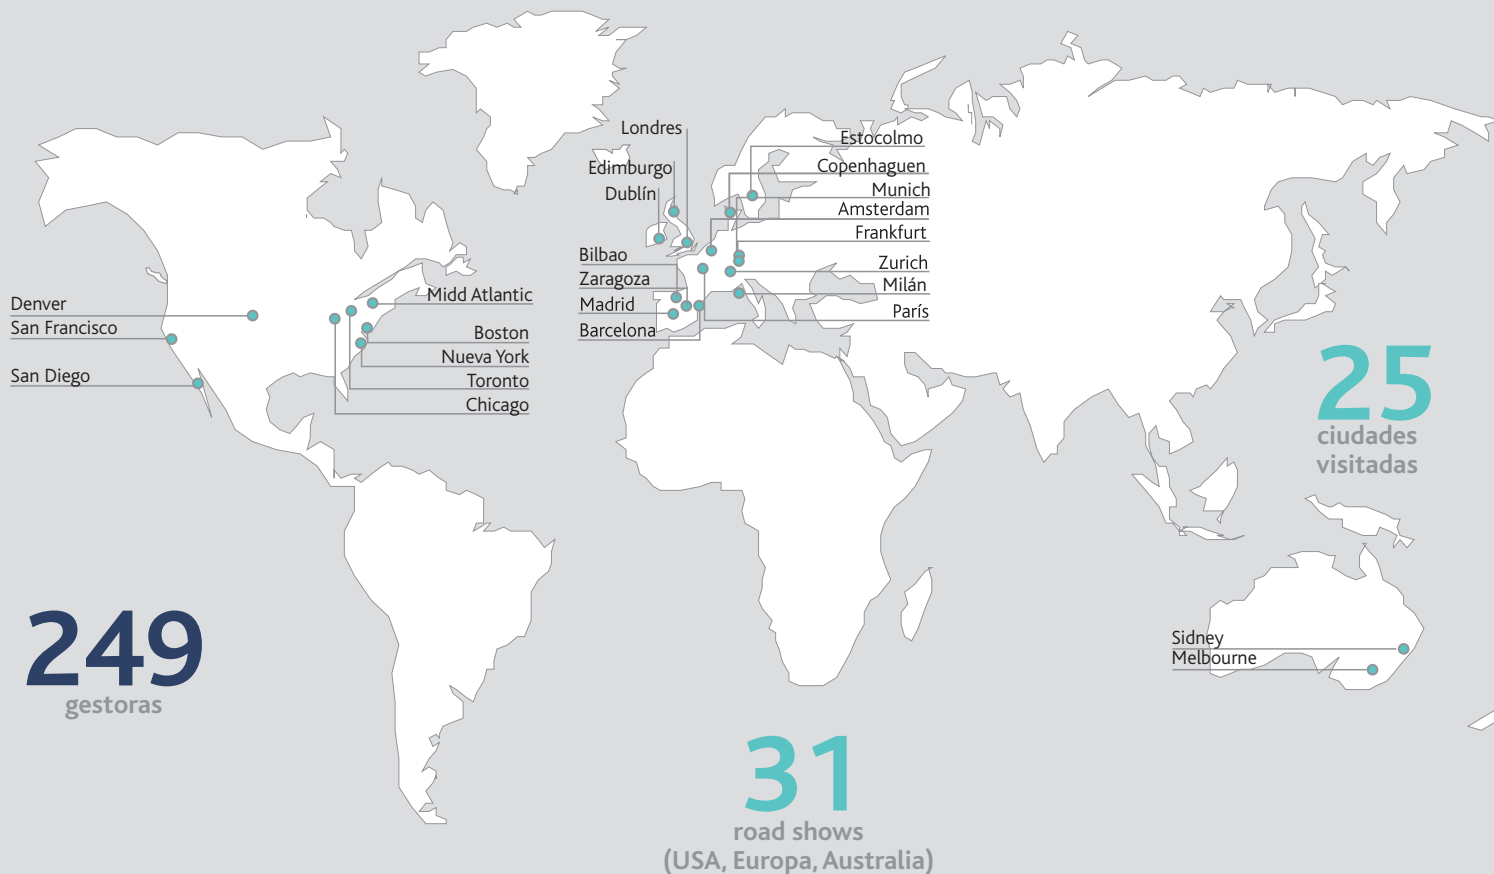 Londres
Edimburgo
Dublín
Estocolmo
Copenhaguen
Munich
Amsterdam
Frankfurt
Zurich
Milán
París
Bilbao
Zaragoza
Madrid
Barcelona
Denver
San Francisco
San Diego
Midd Atlantic
Boston
Nueva York
Toronto
Chicago
25
ciudades
visitadas
249
gestoras
Sidney
Melbourne
31
road shows
(USA, Europa, Australia)